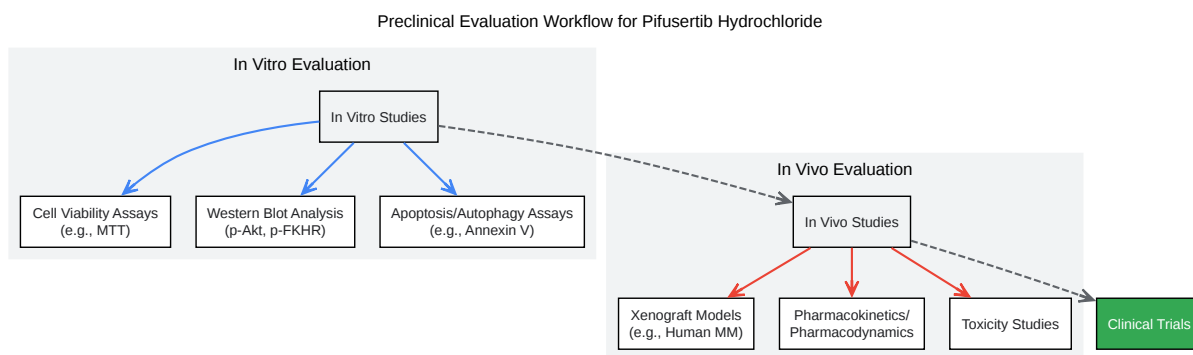 Preclinical Evaluation Workflow for Pifusertib Hydrochloride
In Vitro Evaluation
In Vitro Studies
Cell Viability Assays
(e.g., MTT)
Western Blot Analysis
(p-Akt, p-FKHR)
Apoptosis/Autophagy Assays
(e.g., Annexin V)
In Vivo Evaluation
In Vivo Studies
Xenograft Models
(e.g., Human MM)
Pharmacokinetics/
Pharmacodynamics
Toxicity Studies
Clinical Trials